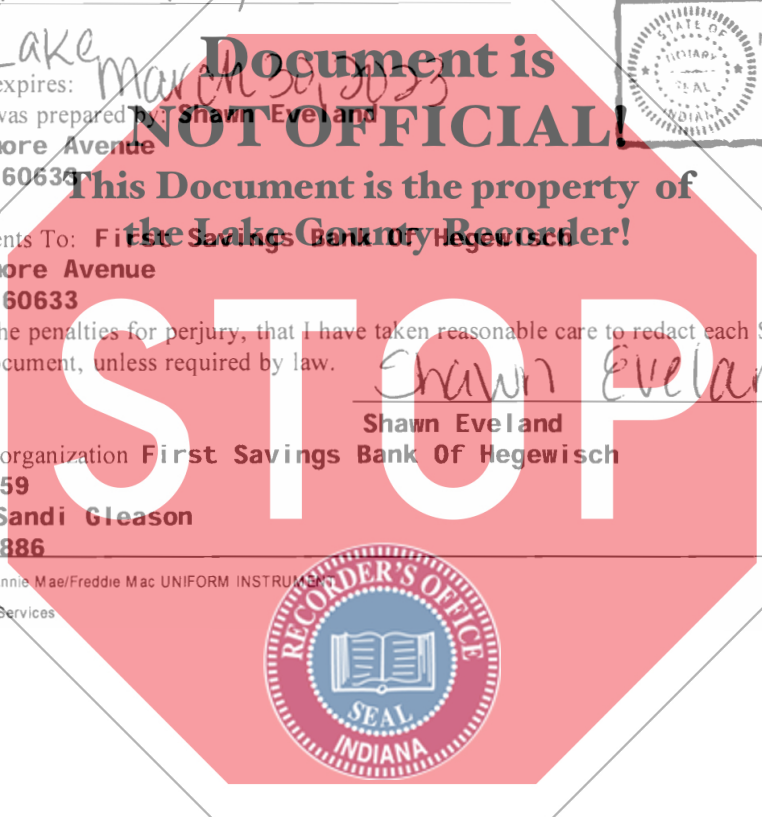 Lake
STATE OF
NOTARY
SEAL
INDIANA
Document is
expires: March 30, 2023
was prepared by: Shawn Eveland
NOT OFFICIAL!
ore Avenue
60633
This Document is the property of
the Lake County Recorder!
ents To: First Savings Bank Of Hegewisch
ore Avenue
60633
he penalties for perjury, that I have taken reasonable care to redact each S
ocument, unless required by law.
Shawn Evelan
Shawn Eveland
STOP
organization First Savings Bank Of Hegewisch
59
Sandi Gleason
886
nnie Mae/Freddie Mac UNIFORM INSTRUMENT
Services
RECORDER'S OFFICE
SEAL
INDIANA